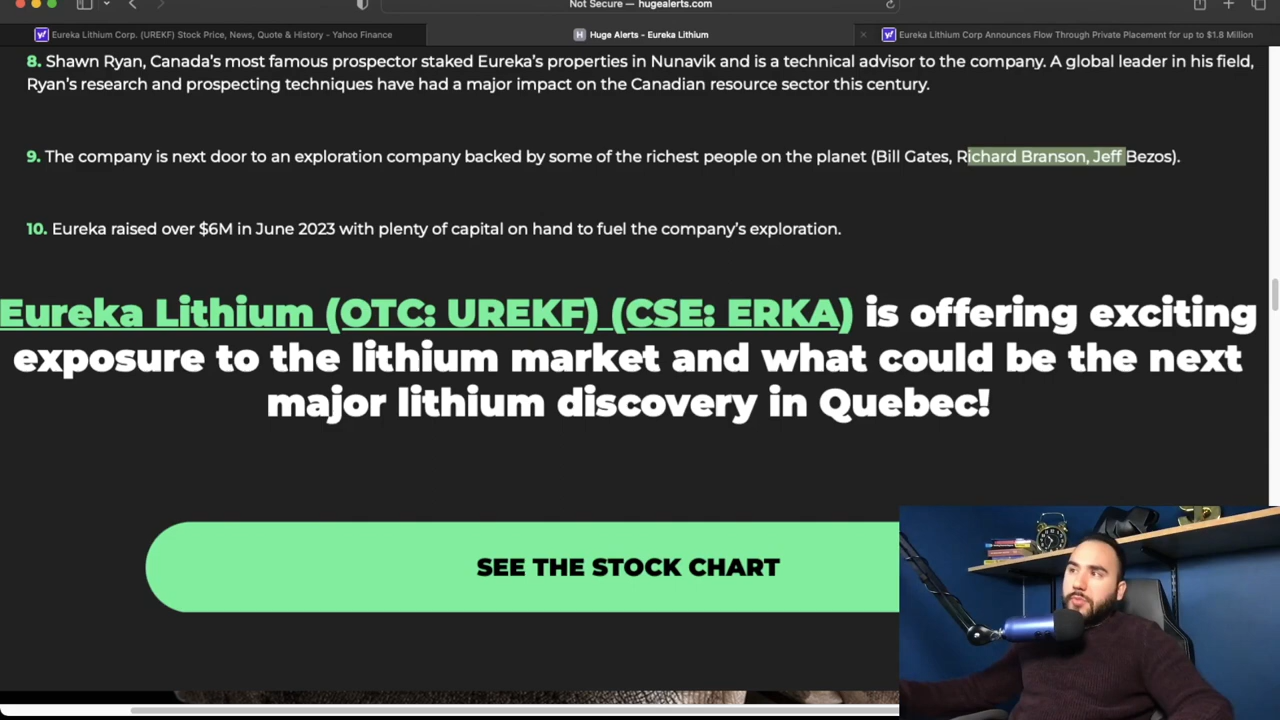 Not Secure — hugealerts.com
Eureka Lithium Corp. (UREKF) Stock Price, News, Quote & History - Yahoo Finance
Huge Alerts - Eureka Lithium
Eureka Lithium Corp Announces Flow Through Private Placement for up to $1.8 Million
8. Shawn Ryan, Canada's most famous prospector staked Eureka's properties in Nunavik and is a technical advisor to the company. A global leader in his field,
Ryan's research and prospecting techniques have had a major impact on the Canadian resource sector this century.
9. The company is next door to an exploration company backed by some of the richest people on the planet (Bill Gates, Richard Branson, Jeff Bezos).
10. Eureka raised over $6M in June 2023 with plenty of capital on hand to fuel the company's exploration.
Eureka Lithium (OTC: UREKF) (CSE: ERKA) is offering exciting
exposure to the lithium market and what could be the next
major lithium discovery in Quebec!
SEE THE STOCK CHART